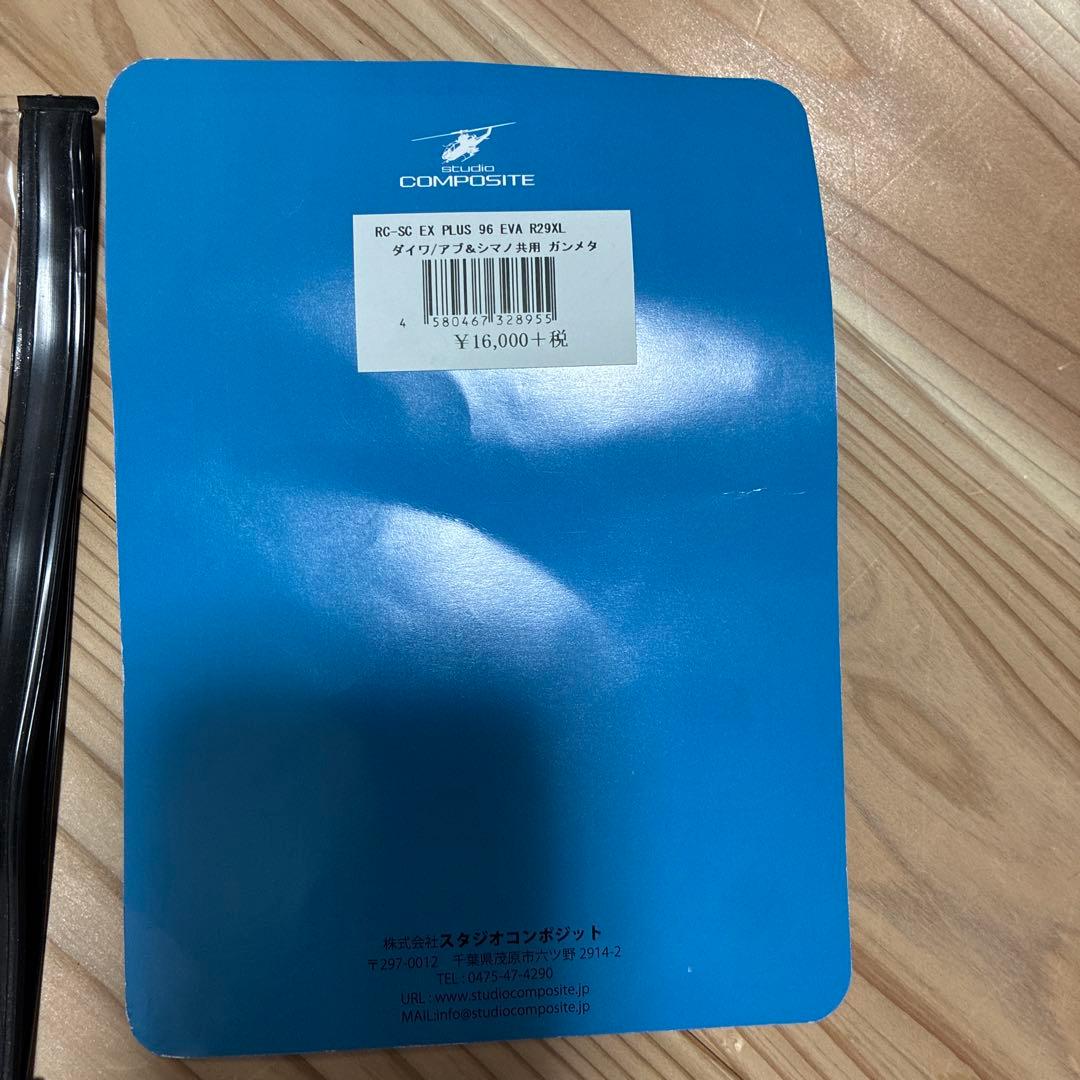 studio
COMPOSITE
RC-SC EX PLUS 96 EVA R29XL
ダイワ/アブ&シマノ共用 ガンメタ
4 580467 328955
¥16,000+税
株式会社スタジオコンポジット
〒297-0012 千葉県茂原市六ツ野 2914-2
TEL : 0475-47-4290
URL : www.studiocomposite.jp
MAIL:info@studiocomposite.jp